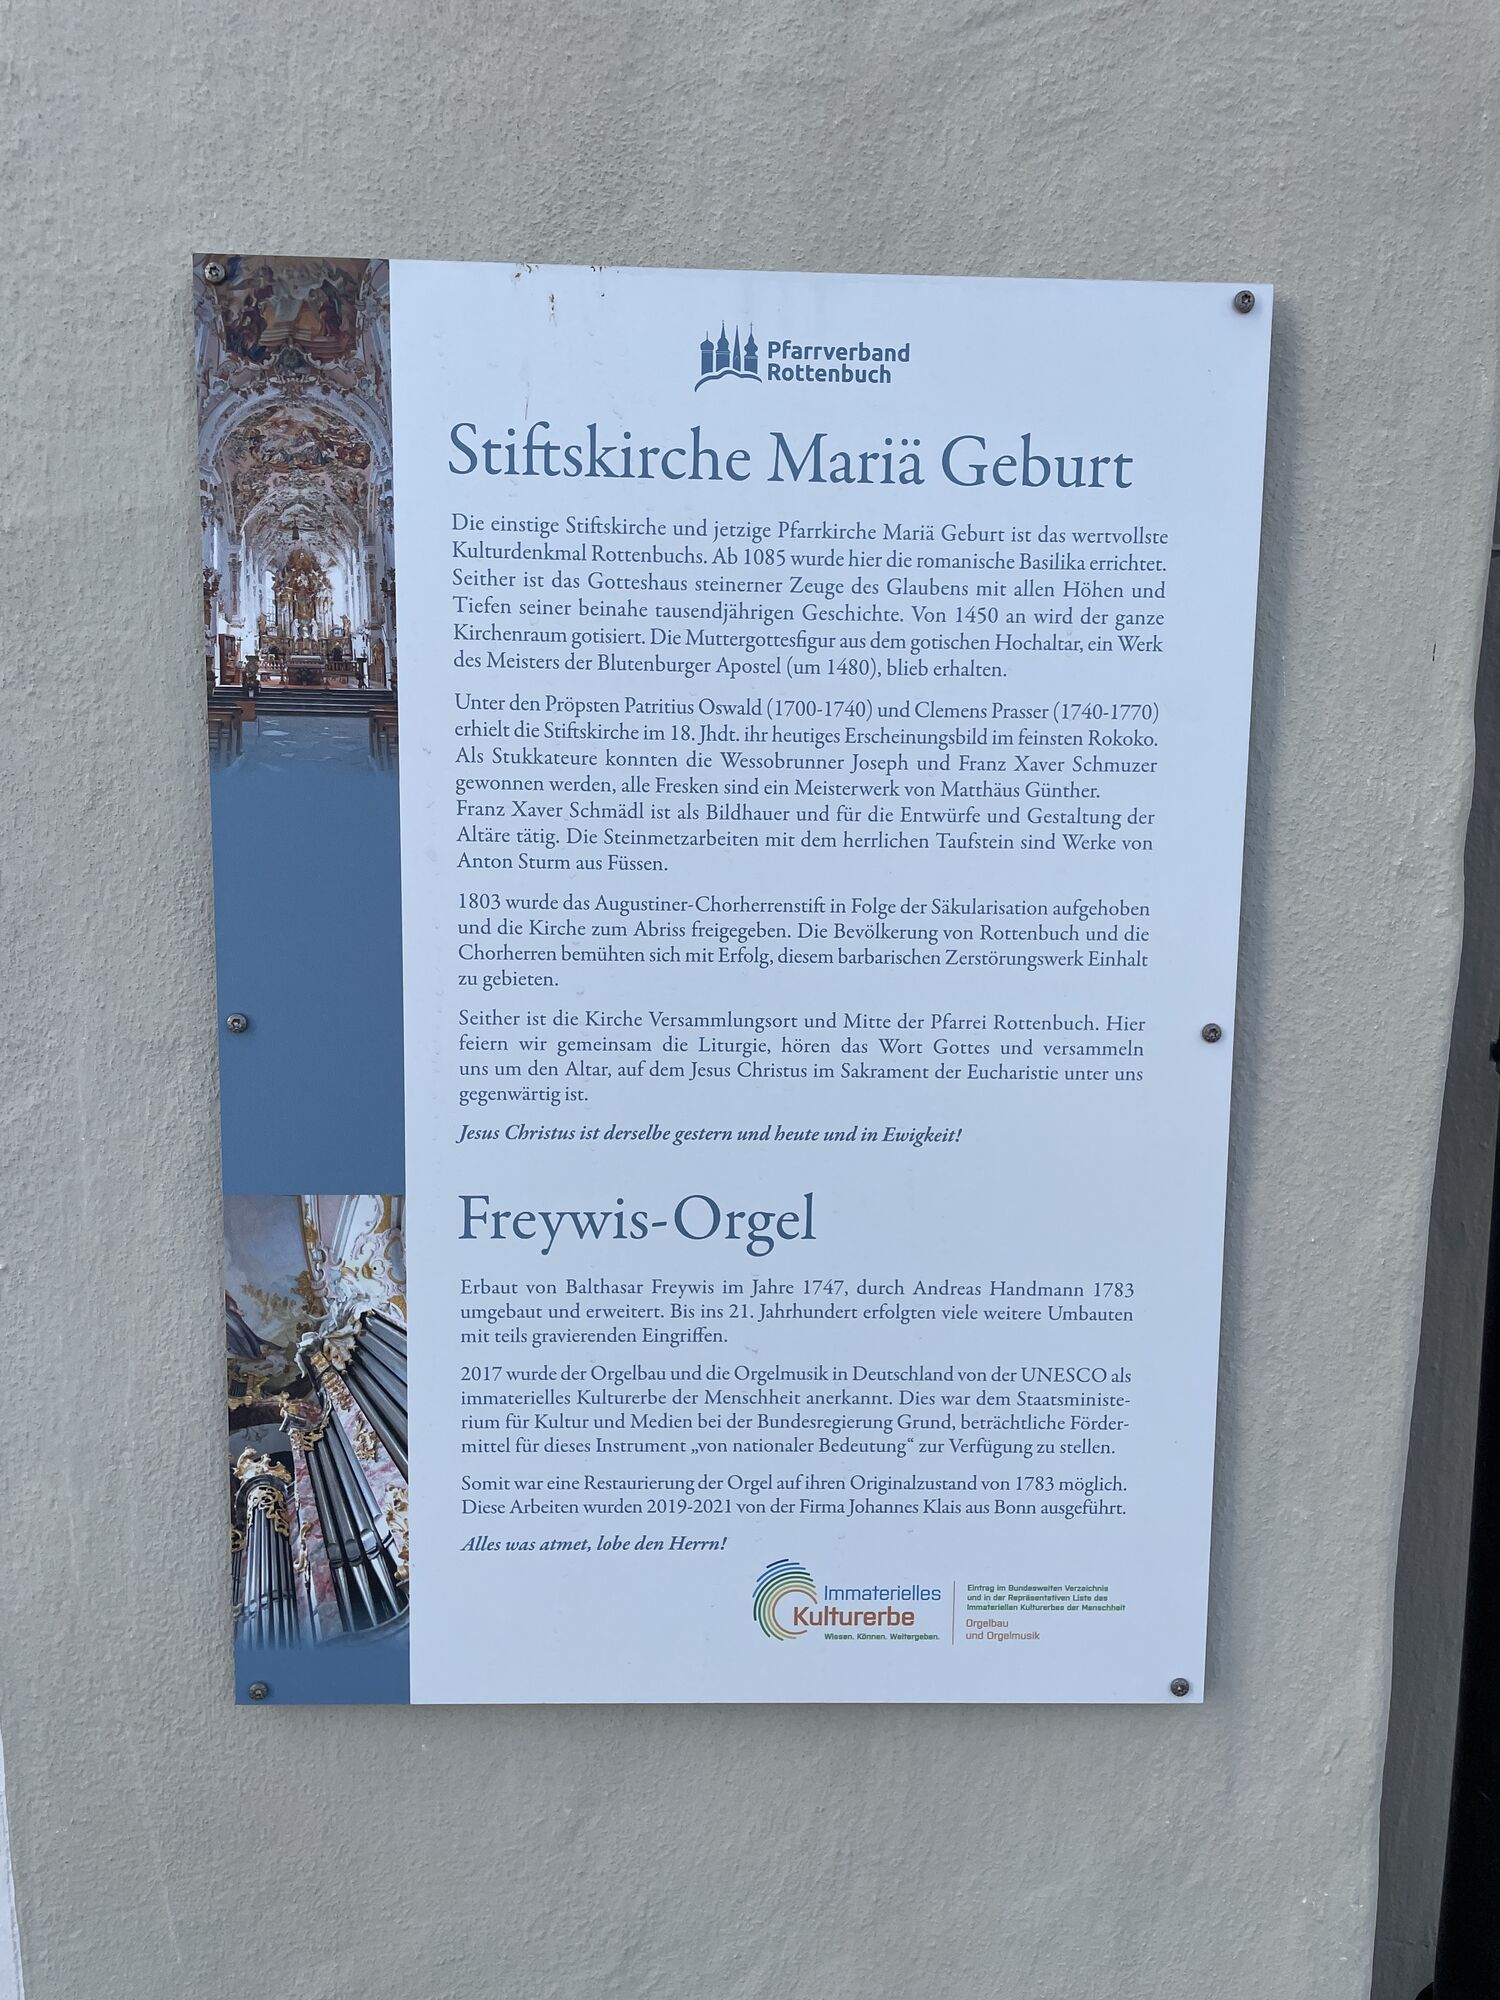 Pfarrverband
Rottenbuch
Stiftskirche Mariä Geburt
Die einstige Stiftskirche und jetzige Pfarrkirche Mariä Geburt ist das wertvollste
Kulturdenkmal Rottenbuchs. Ab 1085 wurde hier die romanische Basilika errichtet.
Seither ist das Gotteshaus steinerner Zeuge des Glaubens mit allen Höhen und
Tiefen seiner beinahe tausendjährigen Geschichte. Von 1450 an wird der ganze
Kirchenraum gotisiert. Die Muttergottesfigur aus dem gotischen Hochaltar, ein Werk
des Meisters der Blutenburger Apostel (um 1480), blieb erhalten.
Unter den Pröpsten Patritius Oswald (1700-1740) und Clemens Prasser (1740-1770)
erhielt die Stiftskirche im 18. Jhdt. ihr heutiges Erscheinungsbild im feinsten Rokoko.
Als Stukkateure konnten die Wessobrunner Joseph und Franz Xaver Schmuzer
gewonnen werden, alle Fresken sind ein Meisterwerk von Matthäus Günther.
Franz Xaver Schmädl ist als Bildhauer und für die Entwürfe und Gestaltung der
Altäre tätig. Die Steinmetzarbeiten mit dem herrlichen Taufstein sind Werke von
Anton Sturm aus Füssen.
1803 wurde das Augustiner-Chorherrenstift in Folge der Säkularisation aufgehoben
und die Kirche zum Abriss freigegeben. Die Bevölkerung von Rottenbuch und die
Chorherren bemühten sich mit Erfolg, diesem barbarischen Zerstörungswerk Einhalt
zu gebieten.
Seither ist die Kirche Versammlungsort und Mitte der Pfarrei Rottenbuch. Hier
feiern wir gemeinsam die Liturgie, hören das Wort Gottes und versammeln
uns um den Altar, auf dem Jesus Christus im Sakrament der Eucharistie unter uns
gegenwärtig ist.
Jesus Christus ist derselbe gestern und heute und in Ewigkeit!
Freywis-Orgel
Erbaut von Balthasar Freywis im Jahre 1747, durch Andreas Handmann 1783
umgebaut und erweitert. Bis ins 21. Jahrhundert erfolgten viele weitere Umbauten
mit teils gravierenden Eingriffen.
2017 wurde der Orgelbau und die Orgelmusik in Deutschland von der UNESCO als
immaterielles Kulturerbe der Menschheit anerkannt. Dies war dem Staatsministe-
rium für Kultur und Medien bei der Bundesregierung Grund, beträchtliche Förder-
mittel für dieses Instrument „von nationaler Bedeutung“ zur Verfügung zu stellen.
Somit war eine Restaurierung der Orgel auf ihren Originalzustand von 1783 möglich.
Diese Arbeiten wurden 2019-2021 von der Firma Johannes Klais aus Bonn ausgeführt.
Alles was atmet, lobe den Herrn!
Immaterielles
Kulturerbe
Wissen. Können. Weitergeben.
Eintrag im Bundesweiten Verzeichnis
und in der Repräsentativen Liste des
Immateriellen Kulturerbes der Menschheit
Orgelbau
und Orgelmusik